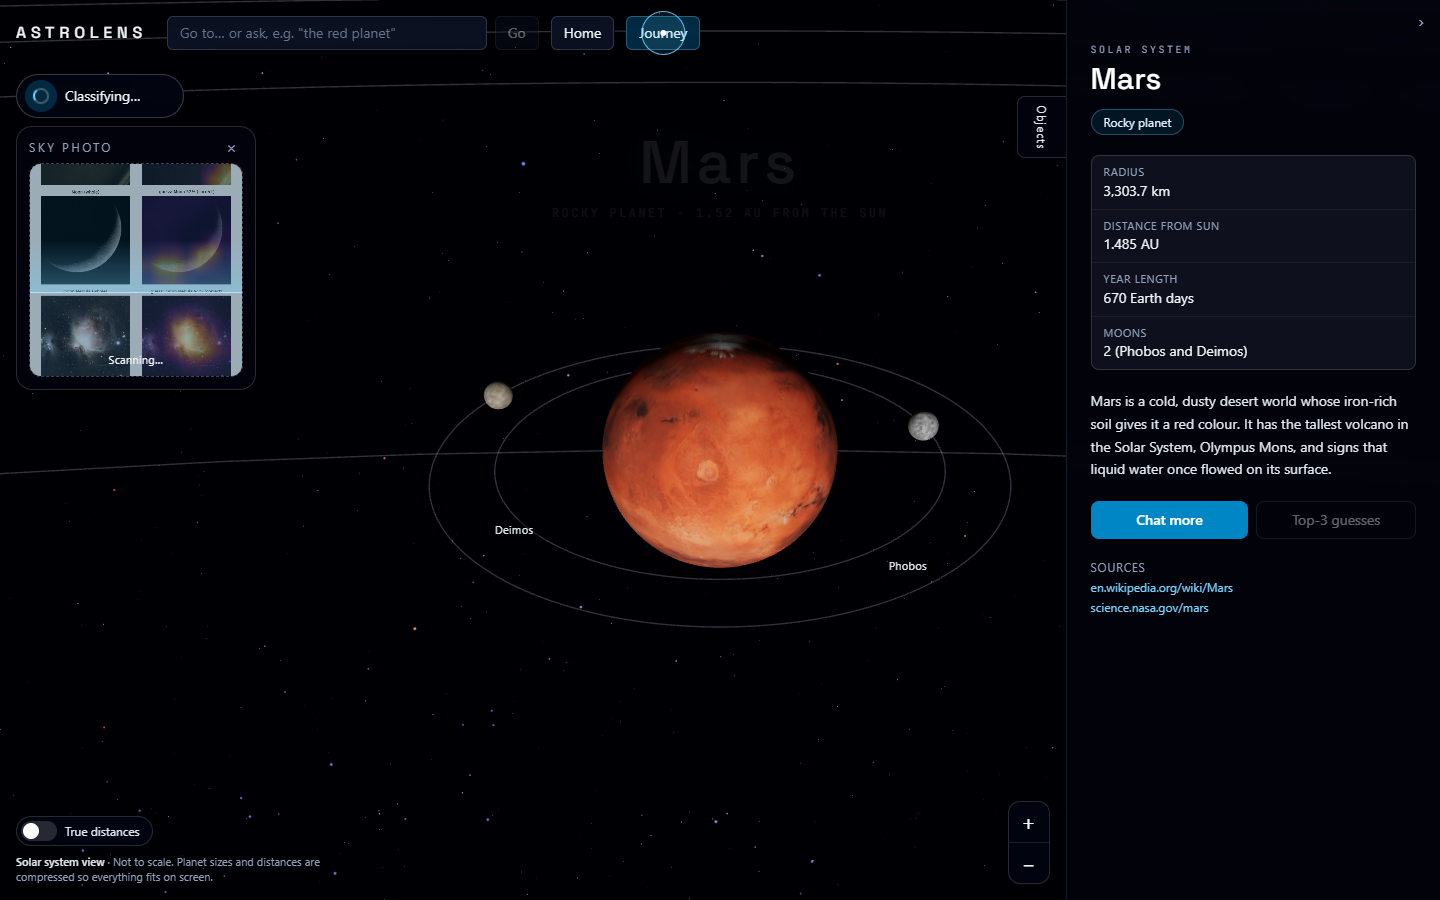 ASTROLENS
Go to... or ask, e.g. "the red planet"
Go
Home
Journey
Classifying...
SKY PHOTO
×
Scanning...
Mars
ROCKY PLANET · 1.52 AU FROM THE SUN
Objects
Deimos
Phobos
True distances
Solar system view · Not to scale. Planet sizes and distances are
compressed so everything fits on screen.
+
−
›
SOLAR SYSTEM
Mars
Rocky planet
RADIUS
3,303.7 km
DISTANCE FROM SUN
1.485 AU
YEAR LENGTH
670 Earth days
MOONS
2 (Phobos and Deimos)
Mars is a cold, dusty desert world whose iron-rich
soil gives it a red colour. It has the tallest volcano in
the Solar System, Olympus Mons, and signs that
liquid water once flowed on its surface.
Chat more
Top-3 guesses
SOURCES
en.wikipedia.org/wiki/Mars
science.nasa.gov/mars